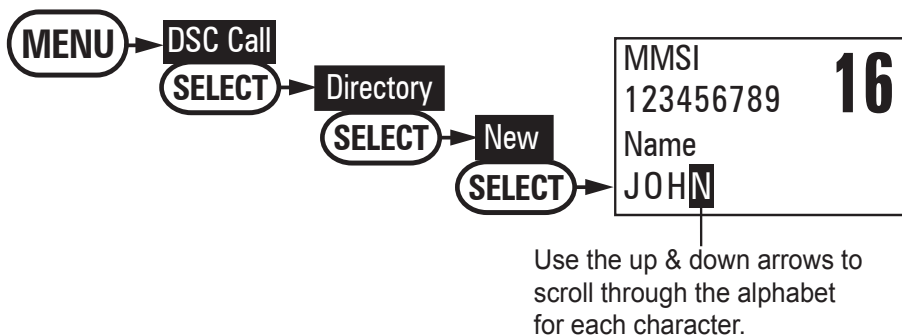 MENU
DSC Call
SELECT
Directory
SELECT
New
SELECT
MMSI
16
123456789
Name
JOHN
Use the up & down arrows to
scroll through the alphabet
for each character.